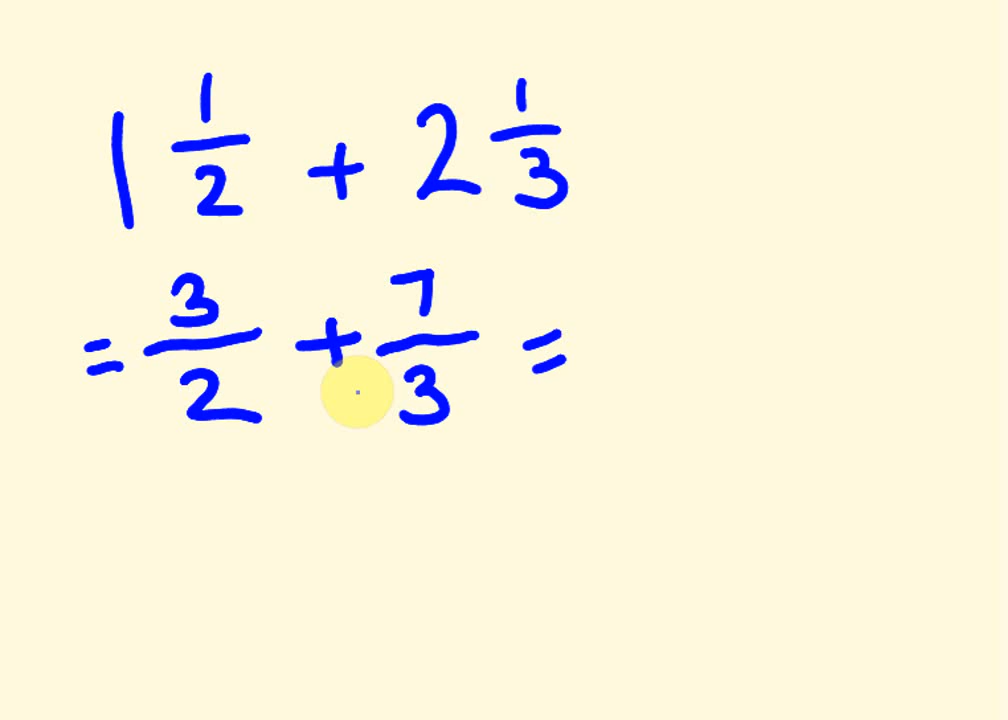 1 1/2 + 2 1/3
= 3/2 + 7/3 =